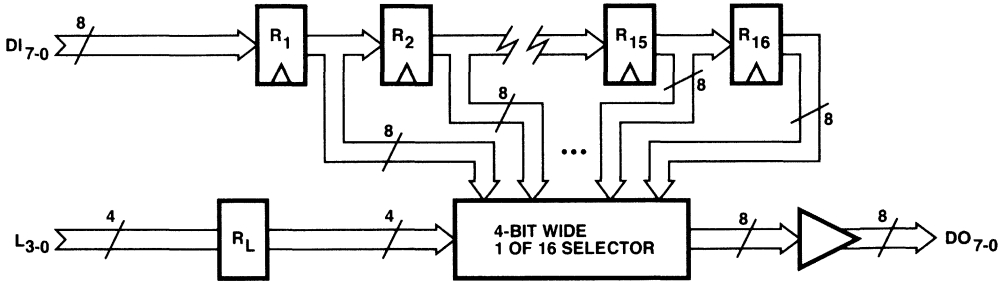 8
DI7-0
R1
R2
R15
R16
8
8
8
8
...
L3-0
4
RL
4
4-BIT WIDE
1 OF 16 SELECTOR
8
8
DO7-0